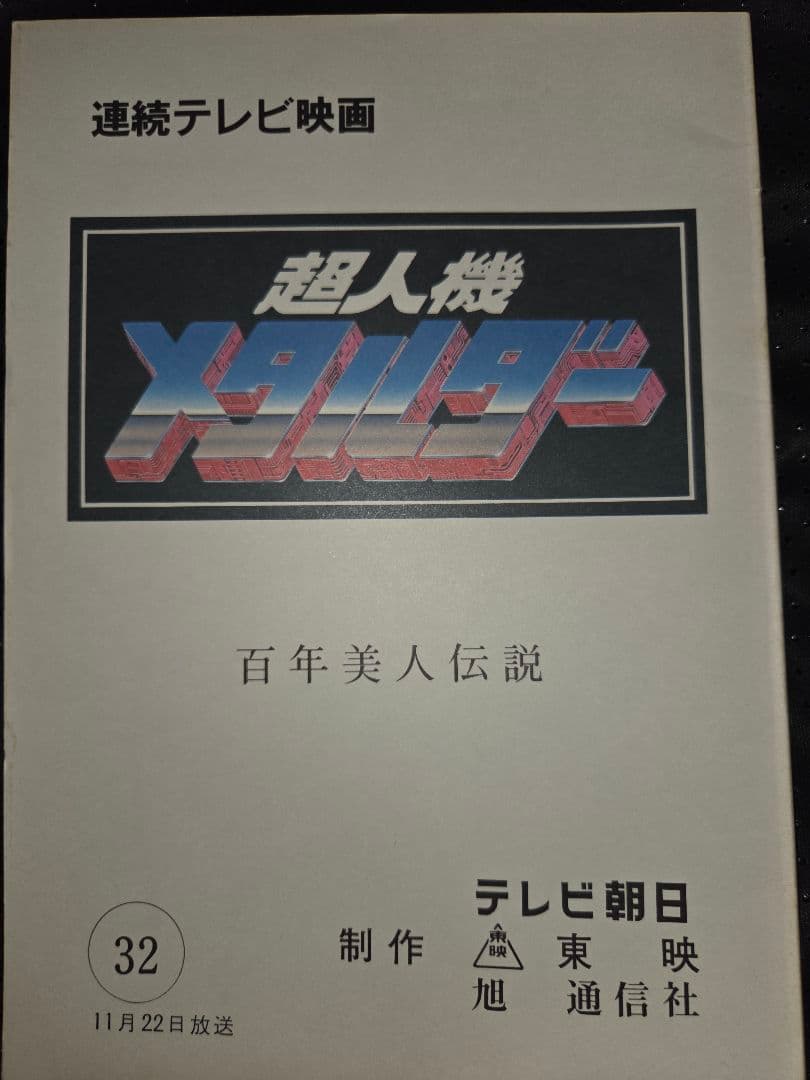 連続テレビ映画
超人機
メタルダー
百年美人伝説
32
11月22日放送
テレビ朝日
制作 東映 東映
旭通信社